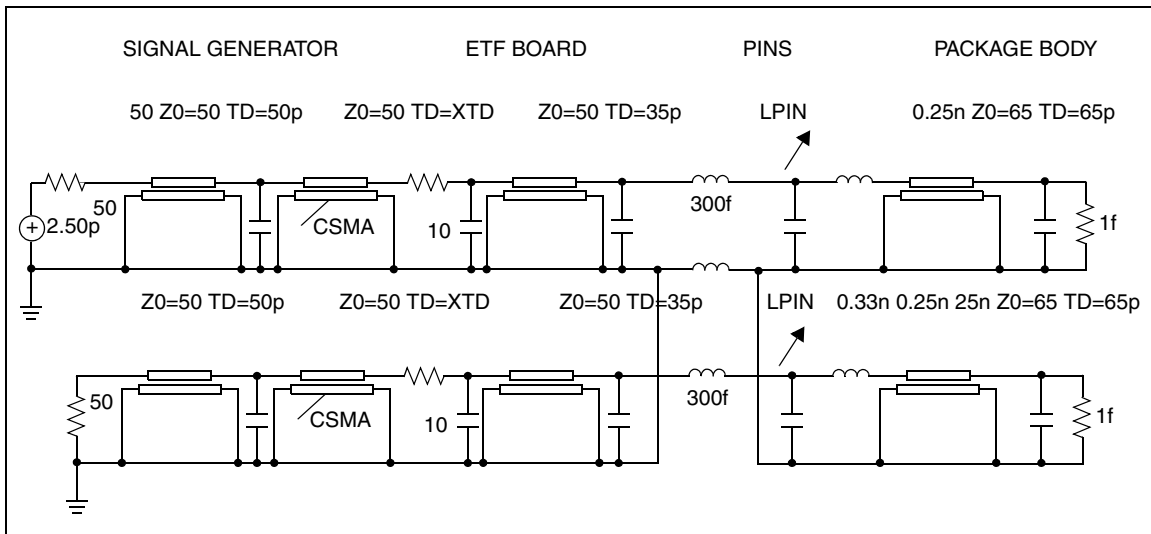 SIGNAL GENERATOR ETF BOARD PINS PACKAGE BODY
50 Z0=50 TD=50p Z0=50 TD=XTD Z0=50 TD=35p LPIN 0.25n Z0=65 TD=65p
50
2.50p
+
CSMA
10
300f
1f
Z0=50 TD=50p Z0=50 TD=XTD Z0=50 TD=35p LPIN 0.33n 0.25n 25n Z0=65 TD=65p
50
CSMA
10
300f
1f